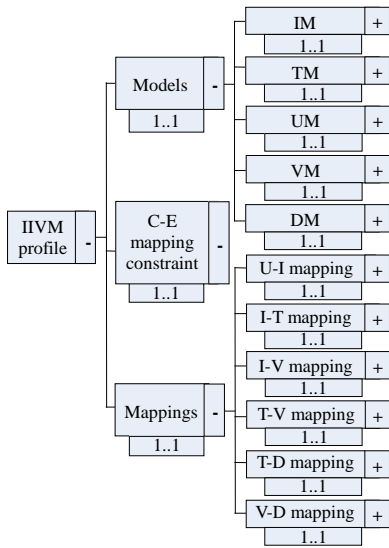 IM
+
1..1
TM
+
1..1
Models
-
1..1
UM
+
1..1
VM
+
1..1
DM
+
1..1
IIVM
profile
-
C-E
mapping
constraint
-
1..1
U-I mapping
+
1..1
I-T mapping
+
1..1
I-V mapping
+
1..1
Mappings
-
1..1
T-V mapping
+
1..1
T-D mapping
+
1..1
V-D mapping
+
1..1